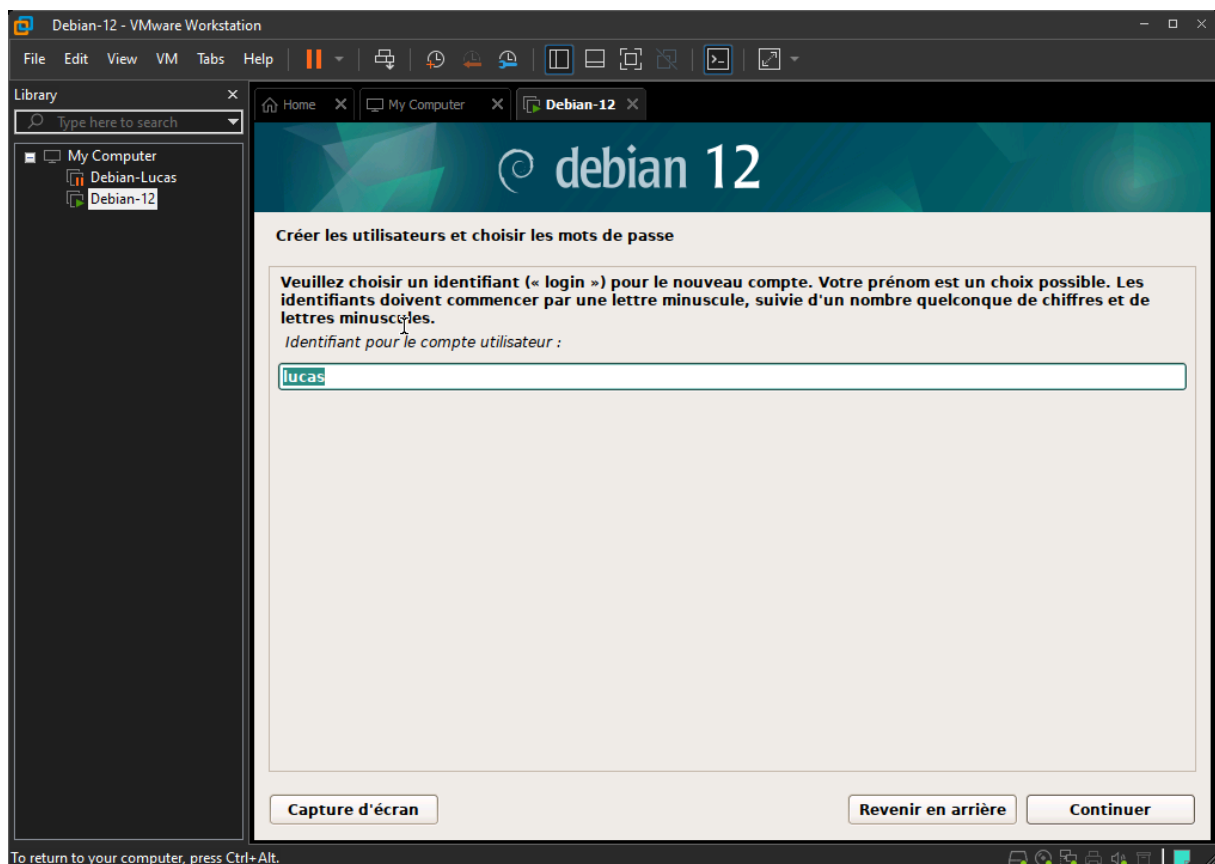 Debian-12 - VMware Workstation
File Edit View VM Tabs Help
Library
Type here to search
My Computer
Debian-Lucas
Debian-12
Home
My Computer
Debian-12
debian 12
Créer les utilisateurs et choisir les mots de passe
Veuillez choisir un identifiant (« login ») pour le nouveau compte. Votre prénom est un choix possible. Les
identifiants doivent commencer par une lettre minuscule, suivie d'un nombre quelconque de chiffres et de
lettres minuscules.
Identifiant pour le compte utilisateur :
lucas
Capture d'écran
Revenir en arrière
Continuer
To return to your computer, press Ctrl+Alt.